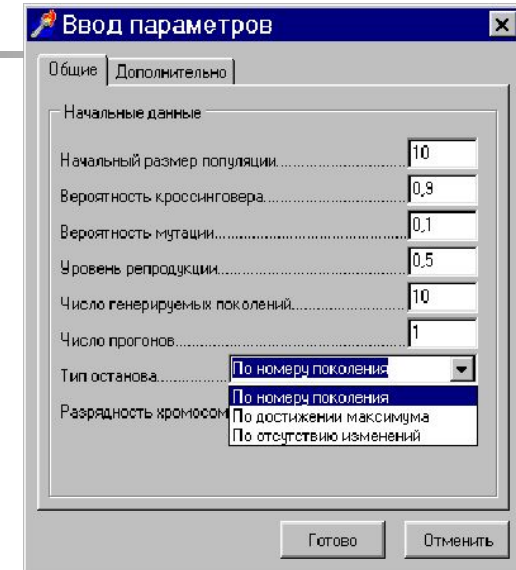 Ввод параметров
Общие Дополнительно
Начальные данные
Начальный размер популяции 10
Вероятность кроссинговера 0,9
Вероятность мутации 0,1
Уровень репродукции 0,5
Число генерируемых поколений 10
Число прогонов 1
Тип останова По номеру поколения
По номеру поколения
Разрядность хромосом По достижении максимума
По отсутствию изменений
Готово Отменить